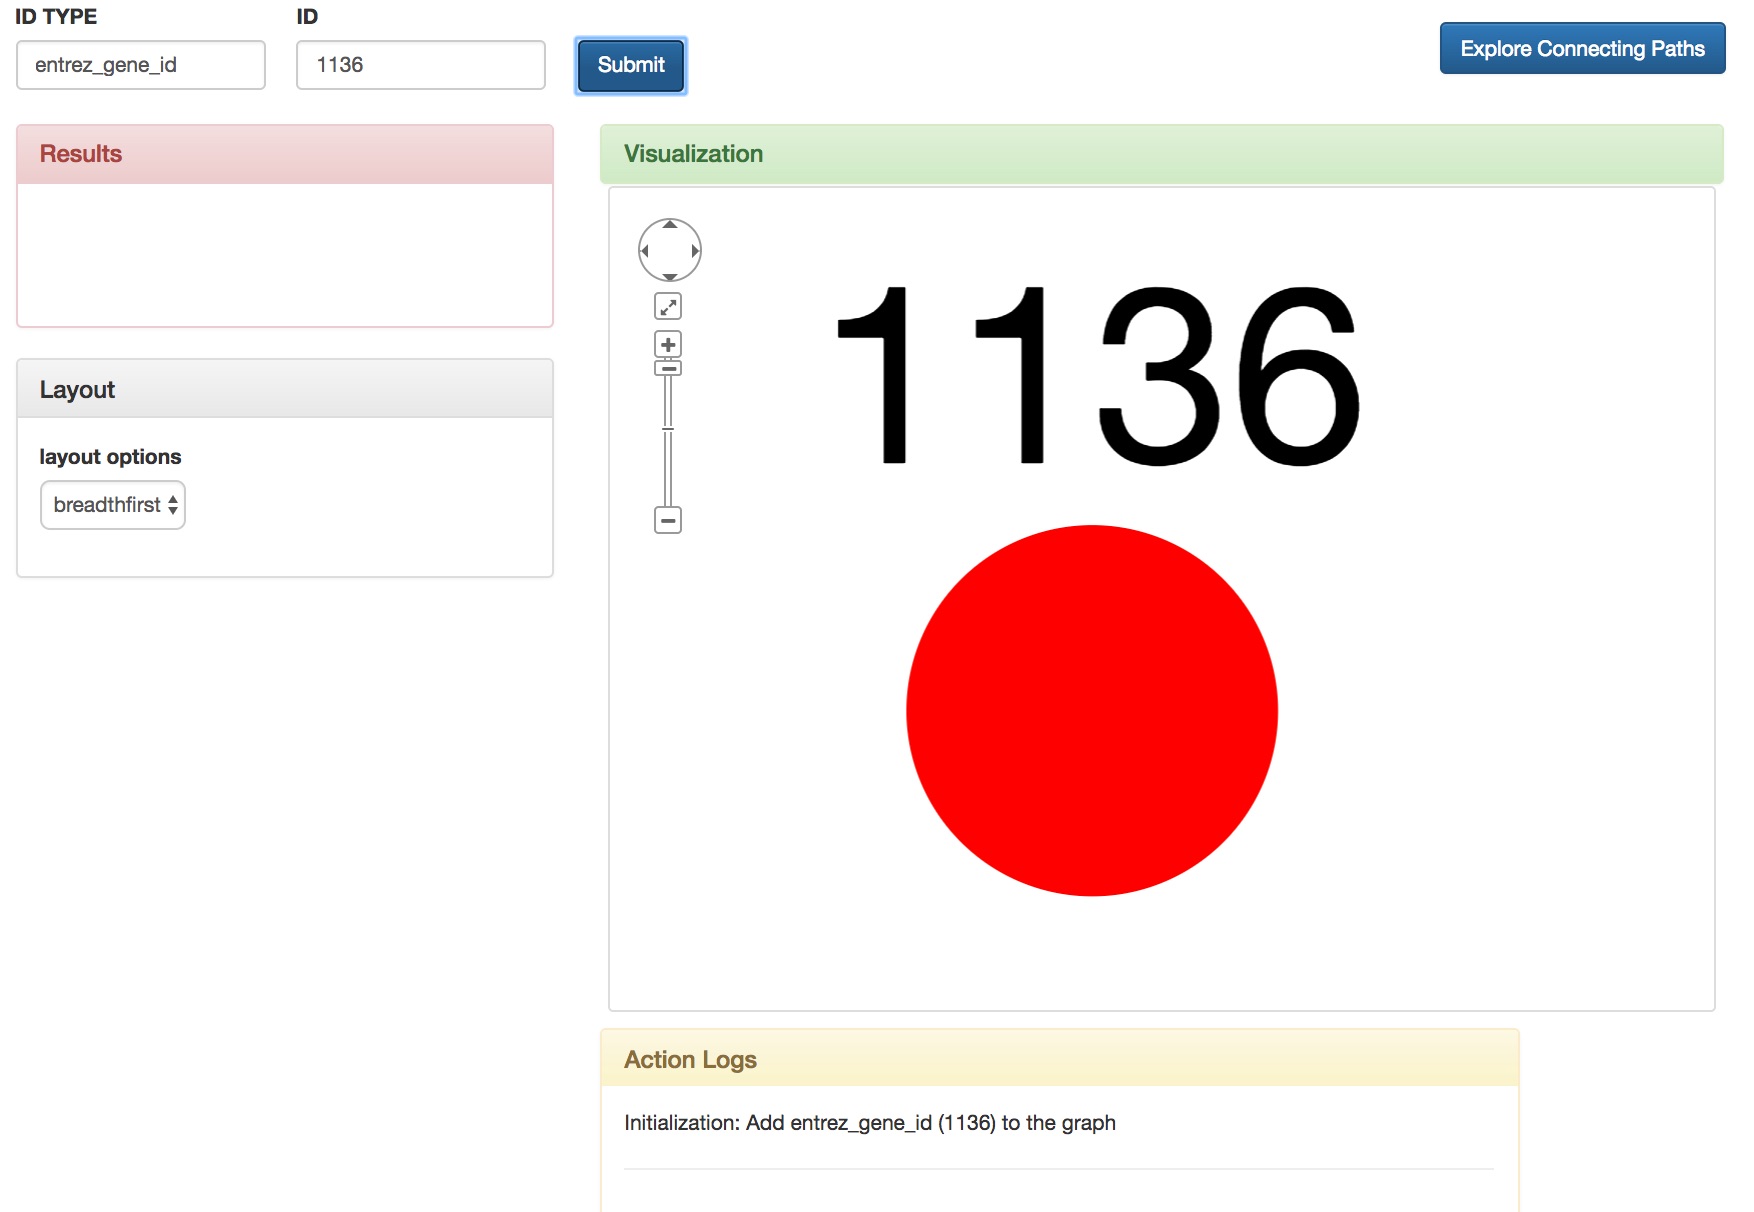 ID TYPE
ID
entrez_gene_id
1136
Submit
Explore Connecting Paths
Results
Visualization
1136
Layout
layout options
breadthfirst
Action Logs
Initialization: Add entrez_gene_id (1136) to the graph